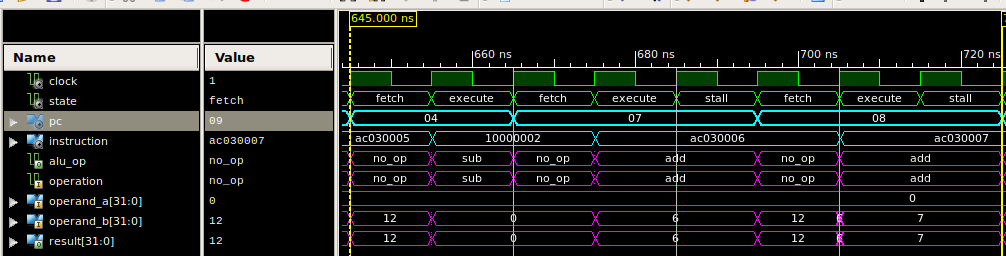 645.000 ns
660 ns 680 ns 700 ns 720 ns
Name Value
clock 1
state fetch fetch execute fetch execute stall fetch execute stall
pc 09 04 07 08
instruction ac030007 ac030005 10000002 ac030006 ac030007
alu_op no_op no_op sub no_op add no_op add
operation no_op no_op sub no_op add no_op add
operand_a[31:0] 0 0
operand_b[31:0] 12 12 0 6 12 7
result[31:0] 12 12 0 6 12 7